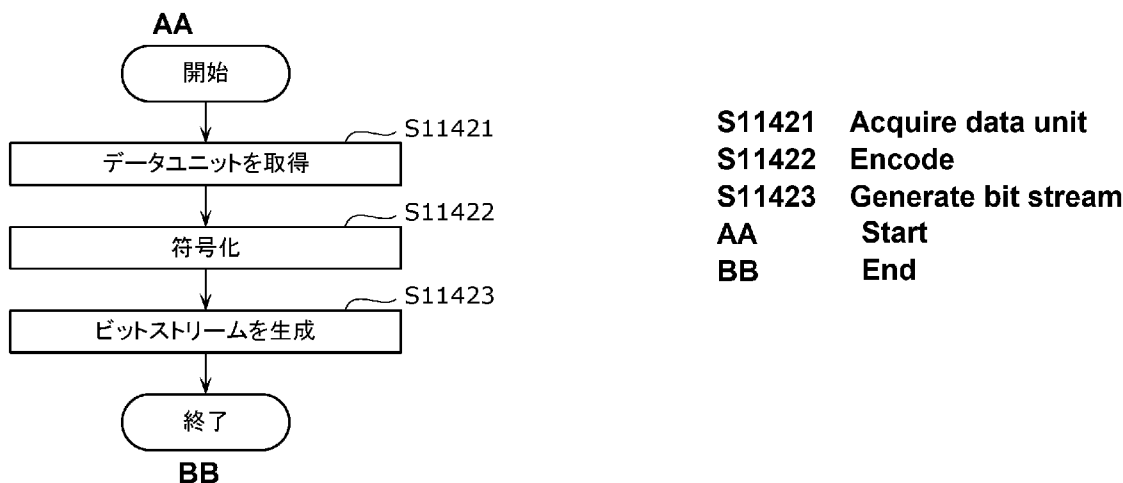 AA
開始
S11421
データユニットを取得
S11422
符号化
S11423
ビットストリームを生成
終了
BB
S11421 Acquire data unit
S11422 Encode
S11423 Generate bit stream
AA Start
BB End